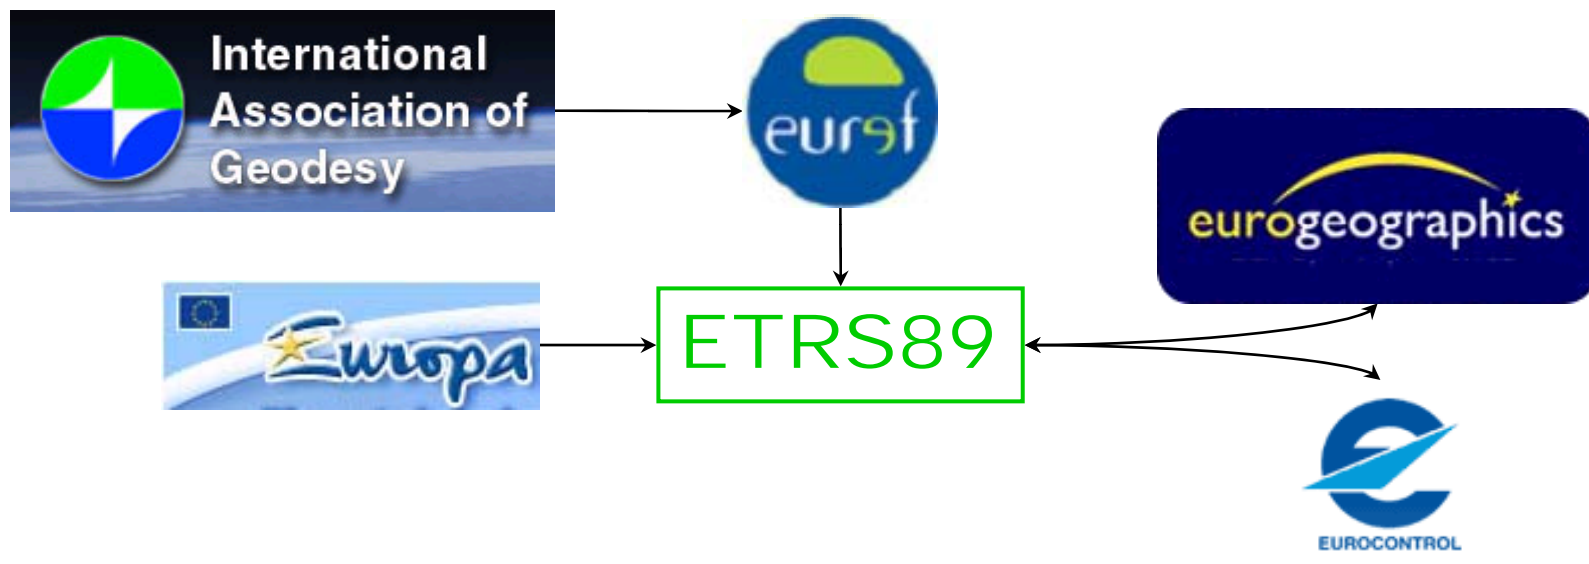 International
Association of
Geodesy
euref
eurogeographics
Europa
ETRS89
EUROCONTROL